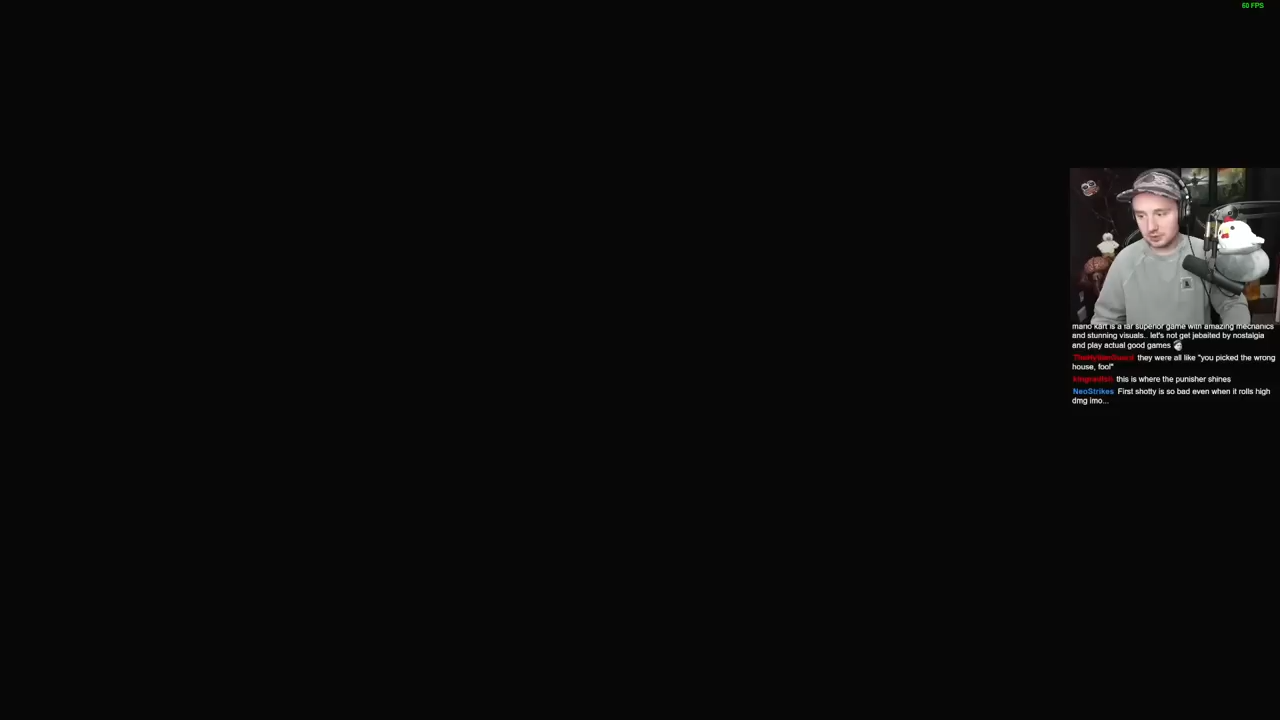 60 FPS
mario kart is a far superior game with amazing mechanics
and stunning visuals.. let's not get jebaited by nostalgia
and play actual good games
they were all like "you picked the wrong
house, fool"
this is where the punisher shines
NeoStrikes First shotty is so bad even when it rolls high
dmg imo...